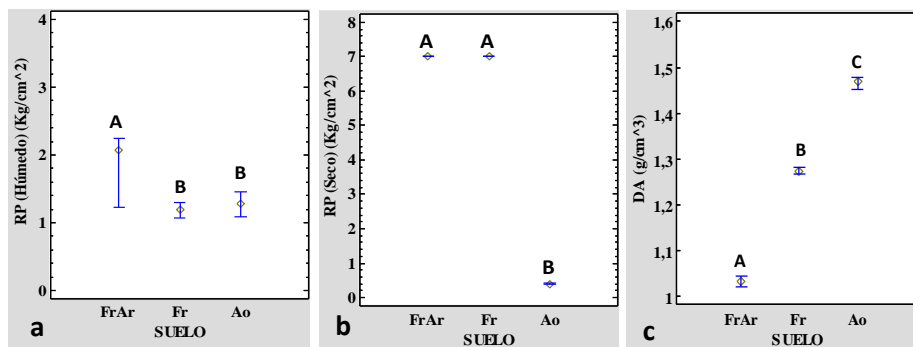 RP (Húmedo) (Kg/cm^2)
4
3
2
1
0
A
B
B
FrAr Fr Ao
SUELO
a
RP (Seco) (Kg/cm^2)
8
7
6
5
4
3
2
1
0
A
A
B
FrAr Fr Ao
SUELO
b
DA (g/cm^3)
1,6
1,5
1,4
1,3
1,2
1,1
1
A
B
C
FrAr Fr Ao
SUELO
c